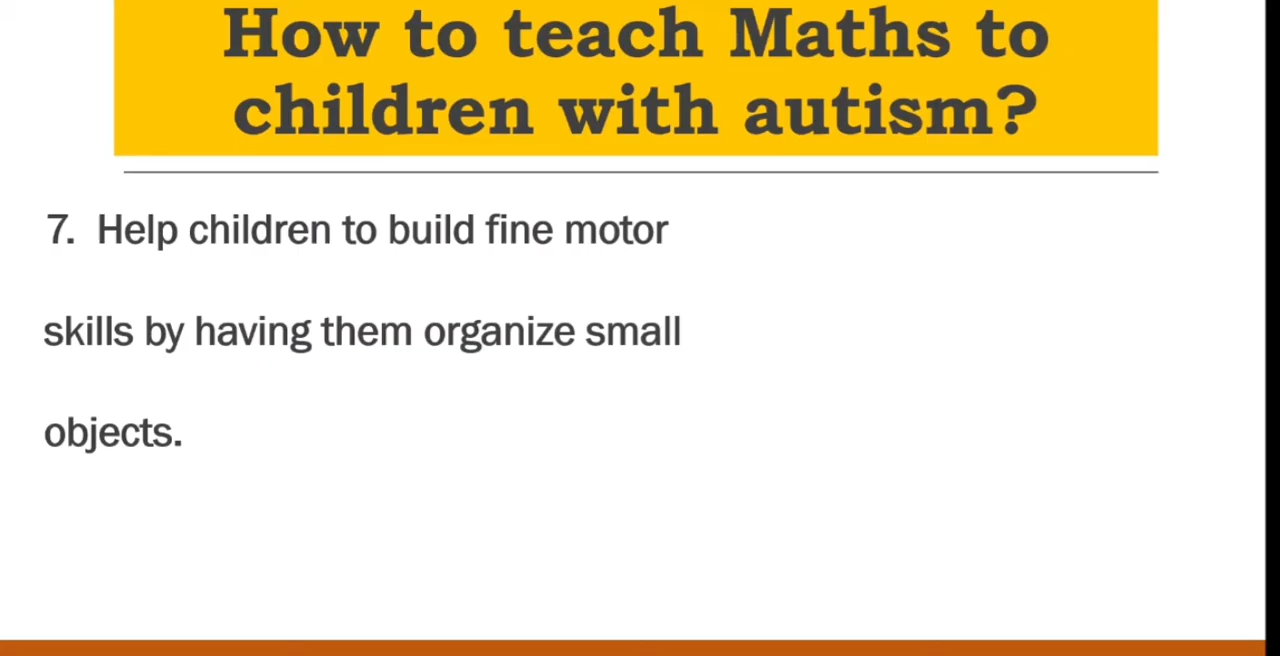 How to teach Maths to
children with autism?
7. Help children to build fine motor
skills by having them organize small
objects.